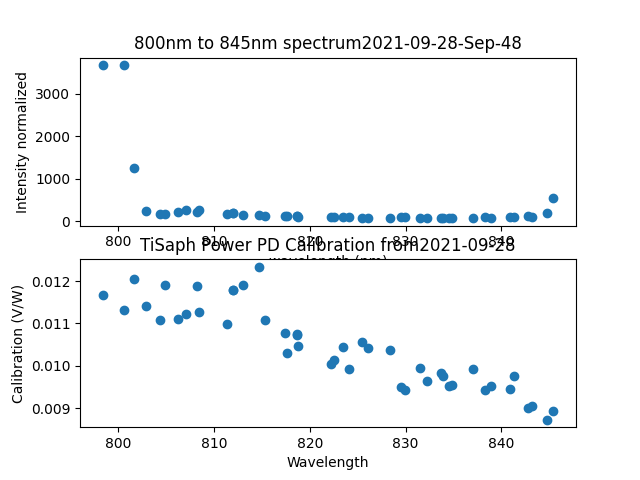 800nm to 845nm spectrum2021-09-28-Sep-48
Intensity normalized
3000
2000
1000
0
800 810 820 830 840
wavelength (nm)
TiSaph Power PD Calibration from2021-09-28
Calibration (V/W)
0.012
0.011
0.010
0.009
800 810 820 830 840
Wavelength